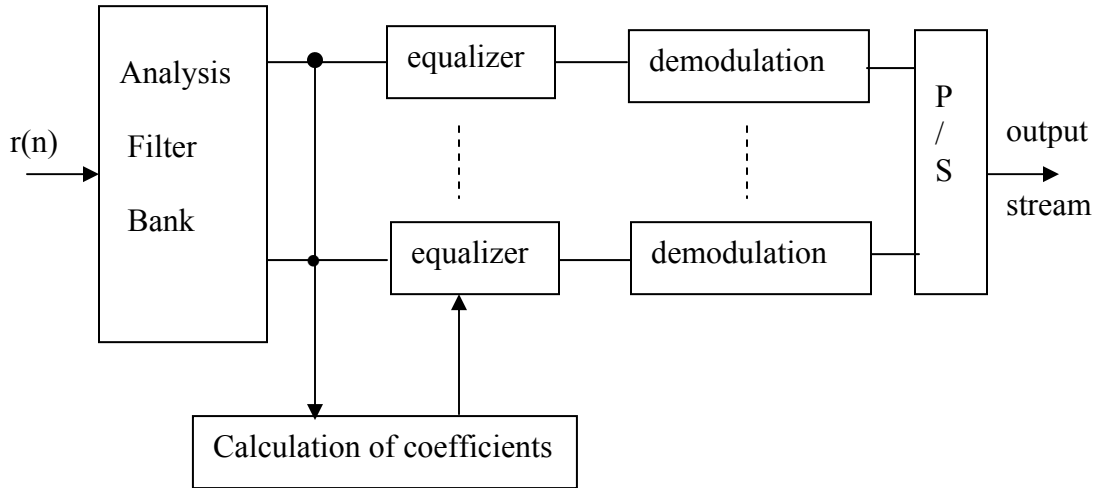 r(n)
Analysis
Filter
Bank
equalizer
demodulation
equalizer
demodulation
P
/
S
output
stream
Calculation of coefficients